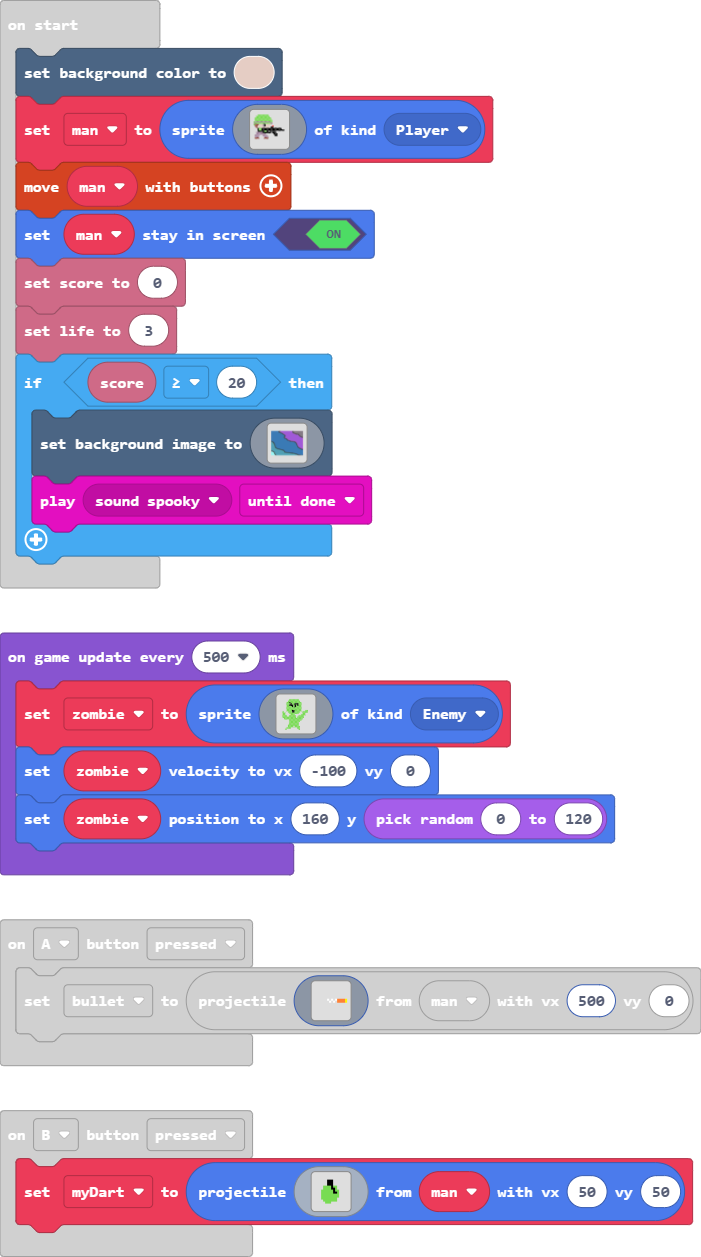 on start
set background color to
set man to sprite of kind Player
move man with buttons
set man stay in screen ON
set score to 0
set life to 3
if score ≥ 20 then
set background image to
play sound spooky until done
on game update every 500 ms
set zombie to sprite of kind Enemy
set zombie velocity to vx -100 vy 0
set zombie position to x 160 y pick random 0 to 120
on A button pressed
set bullet to projectile from man with vx 500 vy 0
on B button pressed
set myDart to projectile from man with vx 50 vy 50